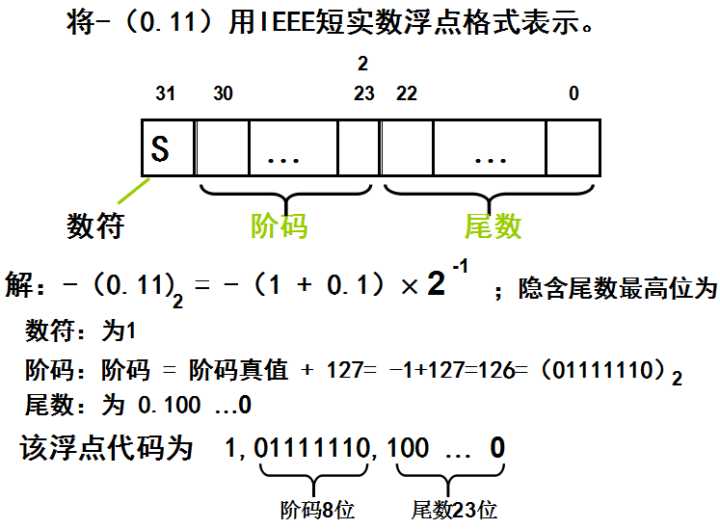 将-（0.11）用IEEE短实数浮点格式表示。
2
31 30 23 22 0
S ... ...
数符 阶码 尾数
解：-（0.11)2 = -（1 + 0.1）× 2 -1 ；隐含尾数最高位为
数符：为1
阶码：阶码 = 阶码真值 + 127= -1+127=126=（01111110）2
尾数：为 0.100 …0
该浮点代码为 1,01111110,100 … 0
阶码8位 尾数23位